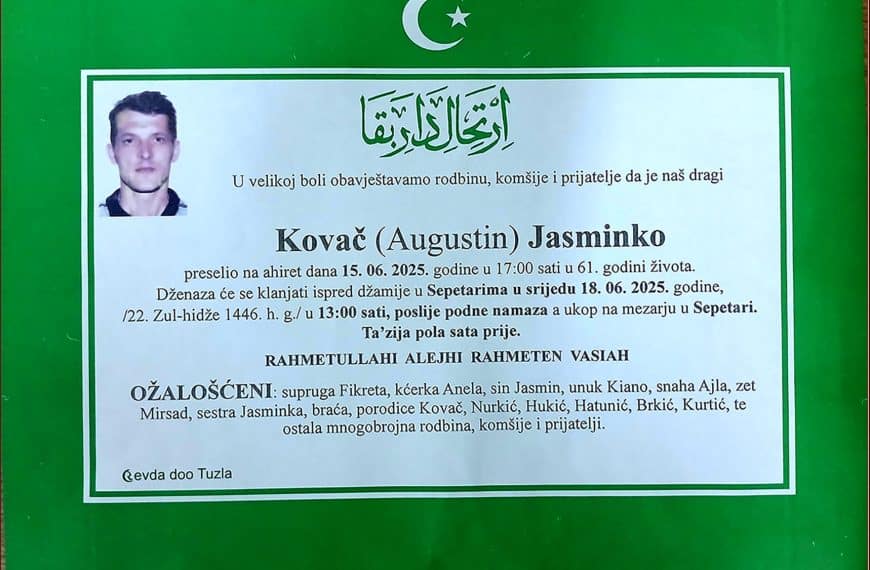 اِرْتِحَالِ دَارِبَقَا
U velikoj boli obavještavamo rodbinu, komšije i prijatelje da je naš dragi
Kovač (Augustin) Jasminko
preselio na ahiret dana 15. 06. 2025. godine u 17:00 sati u 61. godini života.
Dženaza će se klanjati ispred džamije u Sepetarima u srijedu 18. 06. 2025. godine,
/22. Zul-hidže 1446. h. g./ u 13:00 sati, poslije podne namaza a ukop na mezarju u Sepetari.
Ta’zija pola sata prije.
RAHMETULLAHI ALEJHI RAHMETEN VASIAH
OŽALOŠĆENI: supruga Fikreta, kćerka Anela, sin Jasmin, unuk Kiano, snaha Ajla, zet
Mirsad, sestra Jasminka, braća, porodice Kovač, Nurkić, Hukić, Hatunić, Brkić, Kurtić, te
ostala mnogobrojna rodbina, komšije i prijatelji.
evda doo Tuzla